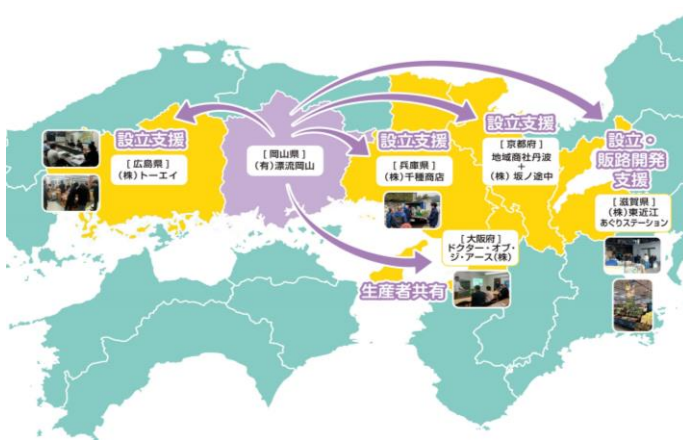 設立支援
[広島県]
(株)トーエイ
[岡山県]
(有)漂流岡山
設立支援
[兵庫県]
(株)千種商店
設立支援
[京都府]
地域商社丹波
+
(株)坂ノ途中
設立・
販路開発
支援
[滋賀県]
(株)東近江
あぐりステーション
[大阪府]
ドクター・オブ・
ジ・アース(株)
生産者共有